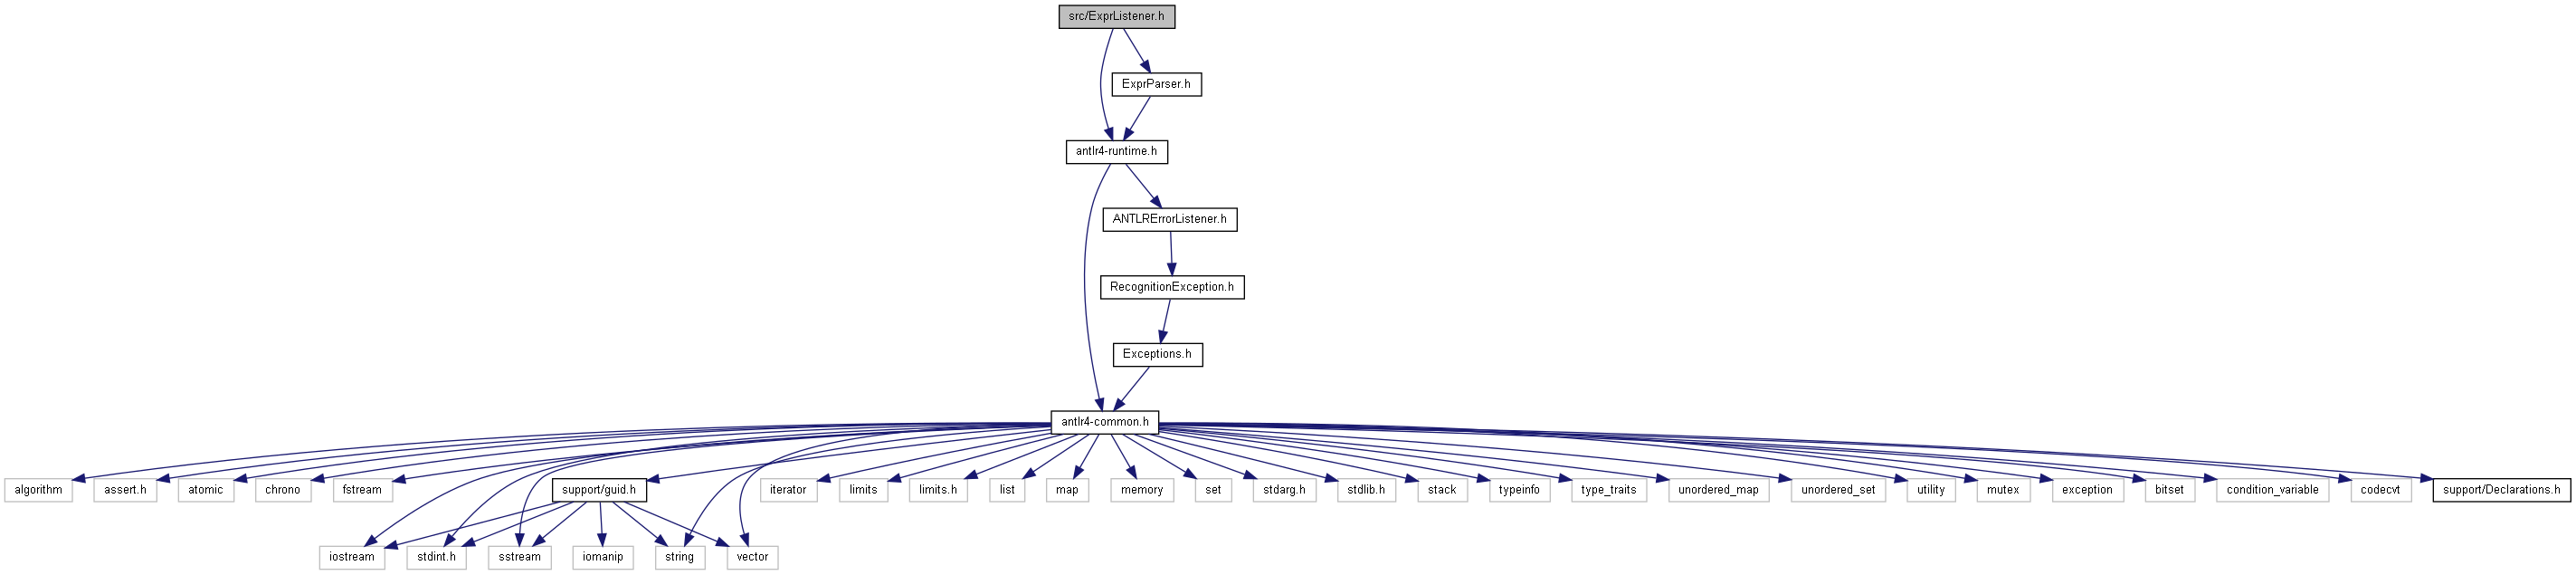 src/ExprListener.h
ExprParser.h
antlr4-runtime.h
ANTLRErrorListener.h
RecognitionException.h
Exceptions.h
antlr4-common.h
algorithm
assert.h
atomic
chrono
fstream
support/guid.h
iterator
limits
limits.h
list
map
memory
set
stdarg.h
stdlib.h
stack
typeinfo
type_traits
unordered_map
unordered_set
utility
mutex
exception
bitset
condition_variable
codecvt
support/Declarations.h
iostream
stdint.h
sstream
iomanip
string
vector